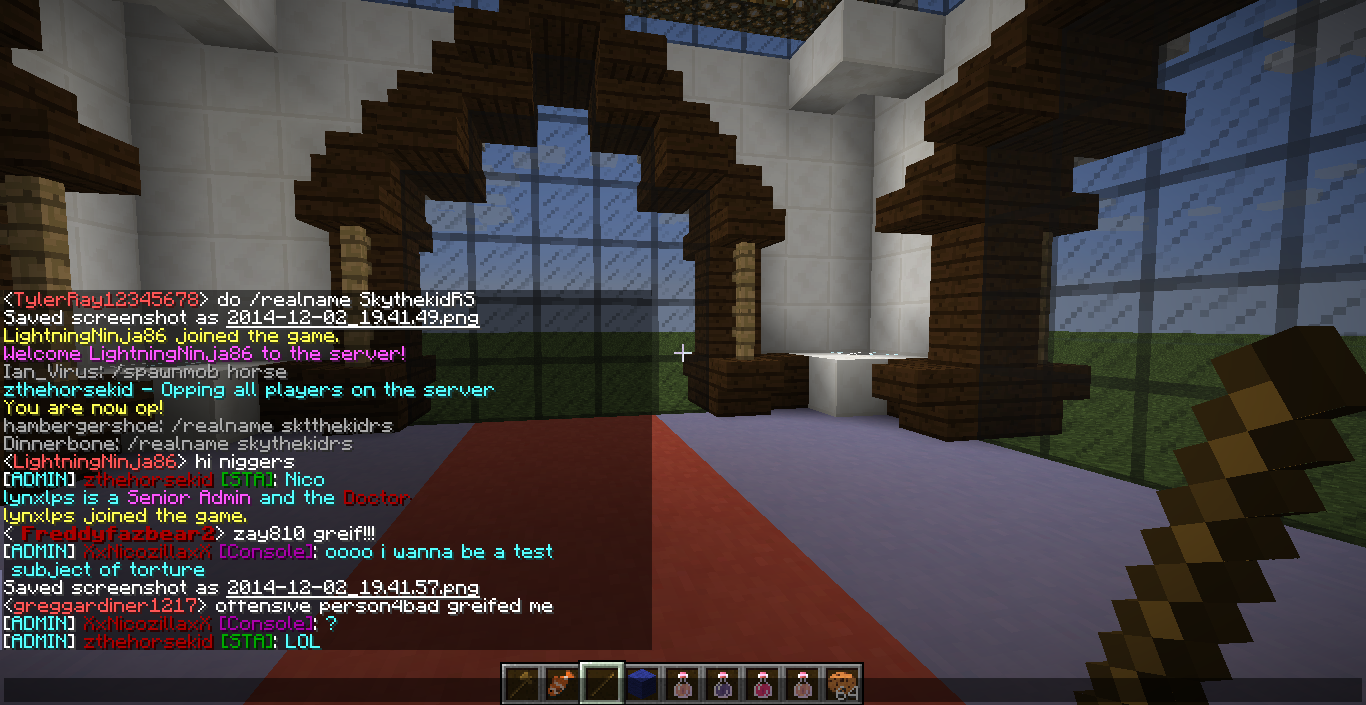 <TylerRay12345678> do /realname SkythekidRS
Saved screenshot as 2014-12-02_19.41.49.png
LightningNinja86 joined the game.
Welcome LightningNinja86 to the server!
Ian_Virus: /spawnmob horse
zthehorsekid - Opping all players on the server
You are now op!
hambergershoe: /realname sktthekidrs
Dinnerbone: /realname skythekidrs
<LightningNinja86> hi niggers
[ADMIN] zthehorsekid [STA]: Nico
lynxlps is a Senior Admin and the Doctor
lynxlps joined the game.
< Freddyfazbear2> zay810 greif!!!
[ADMIN] XxNicozillaxX [Console]: oooo i wanna be a test
subject of torture
Saved screenshot as 2014-12-02_19.41.57.png
<greggardiner1217> offensive person4bad greifed me
[ADMIN] XxNicozillaxX [Console]: ?
[ADMIN] zthehorsekid [STA]: LOL
64